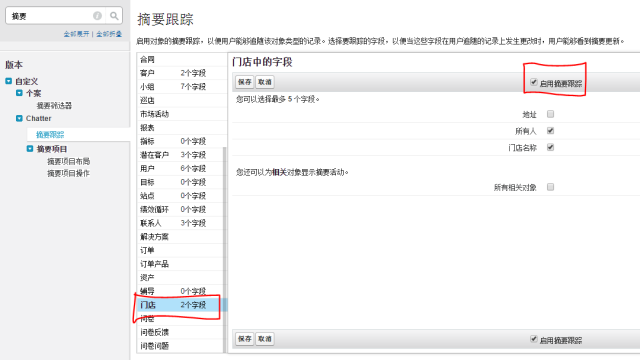 摘要
全部展开 | 全部折叠
版本
自定义
个案
摘要筛选器
Chatter
摘要跟踪
摘要项目
摘要项目布局
摘要项目操作
摘要跟踪
启用对象的摘要跟踪，以便用户能够追随该对象类型的记录。选择要跟踪的字段，以便当这些字段在用户追随的记录上发生更改时，用户能够看到摘要更新。
合同
客户 2个字段
小组 7个字段
巡店
市场活动
报表
指标 0个字段
潜在客户 3个字段
用户 6个字段
目标 0个字段
站点 0个字段
绩效循环 0个字段
联系人 3个字段
解决方案
订单
订单产品
资产
辅导 0个字段
门店 2个字段
问卷
问卷反馈
问卷问题
门店中的字段
保存 取消 启用摘要跟踪
您可以选择最多 5 个字段。
地址
所有人
门店名称
您还可以为相关对象显示摘要活动。
所有相关对象
保存 取消 启用摘要跟踪